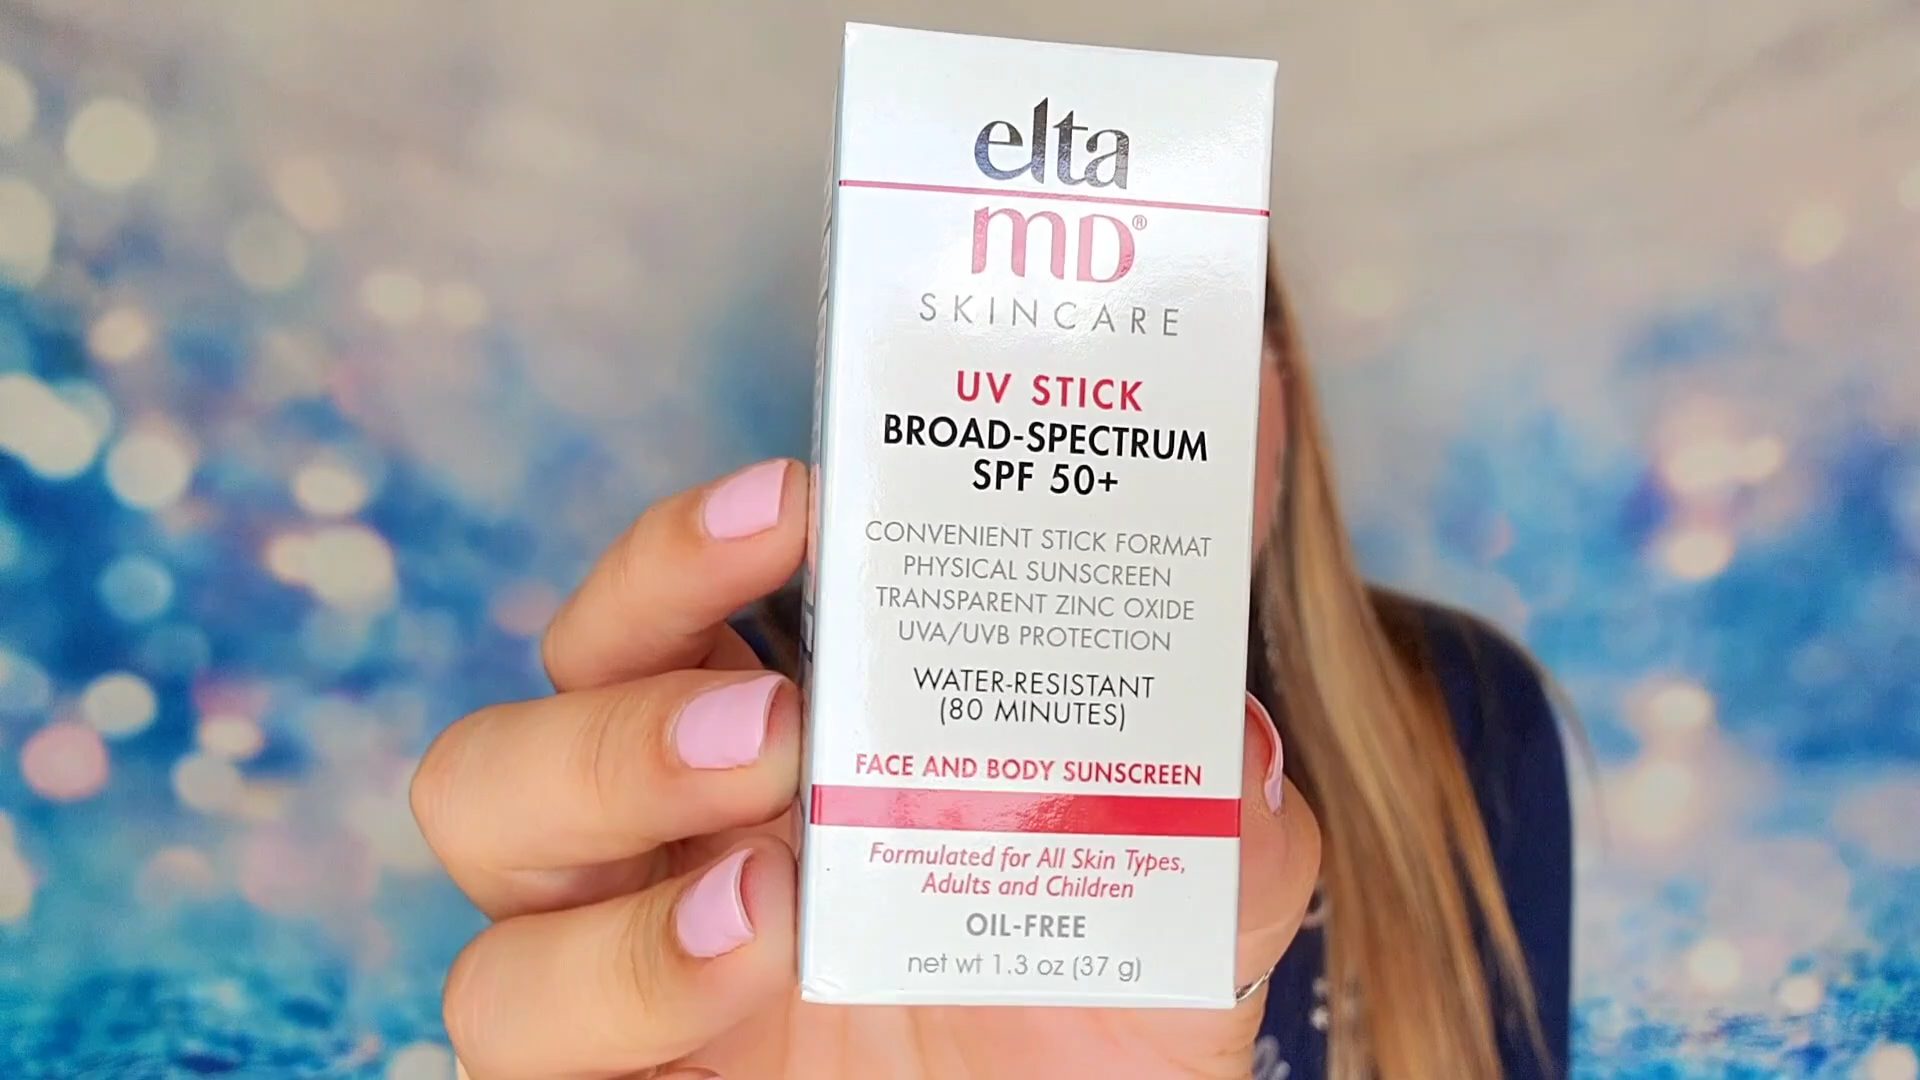 elta
MD®
SKINCARE
UV STICK
BROAD-SPECTRUM
SPF 50+
CONVENIENT STICK FORMAT
PHYSICAL SUNSCREEN
TRANSPARENT ZINC OXIDE
UVA/UVB PROTECTION
WATER-RESISTANT
(80 MINUTES)
FACE AND BODY SUNSCREEN
Formulated for All Skin Types,
Adults and Children
OIL-FREE
net wt 1.3 oz (37 g)